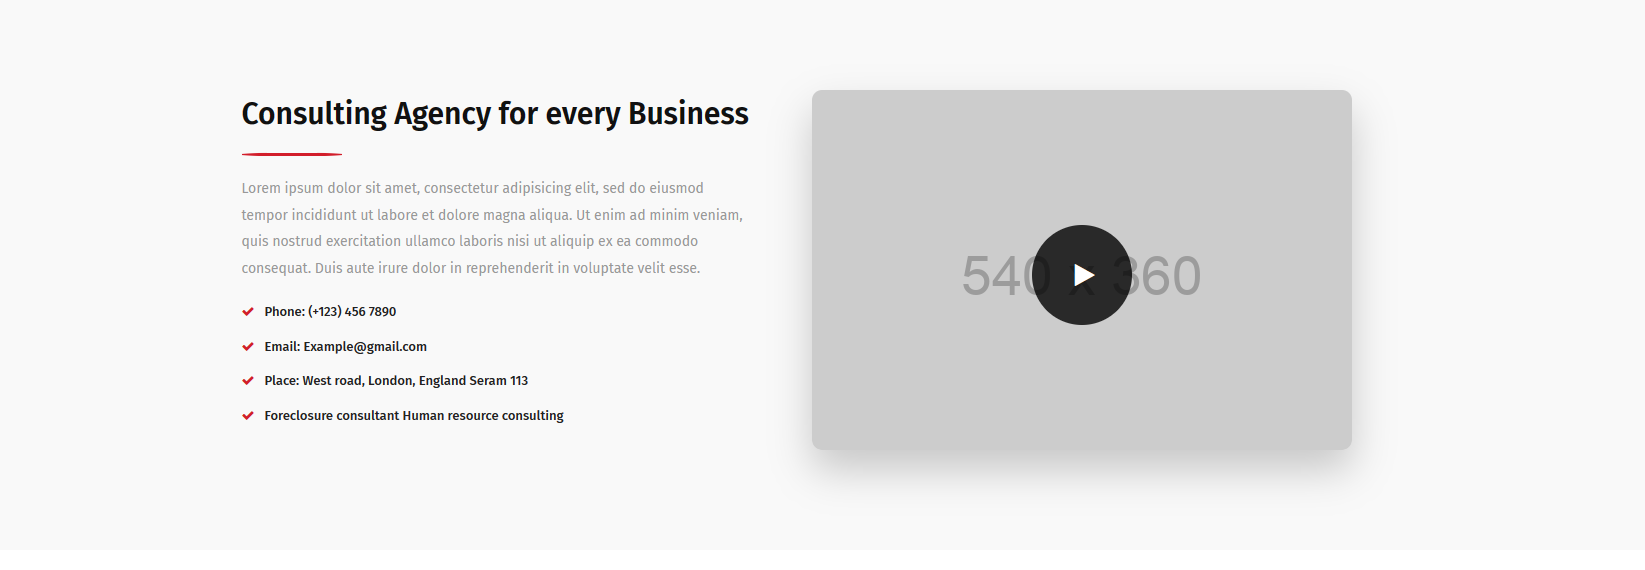 Consulting Agency for every Business
Lorem ipsum dolor sit amet, consectetur adipisicing elit, sed do eiusmod
tempor incididunt ut labore et dolore magna aliqua. Ut enim ad minim veniam,
quis nostrud exercitation ullamco laboris nisi ut aliquip ex ea commodo
consequat. Duis aute irure dolor in reprehenderit in voluptate velit esse.
Phone: (+123) 456 7890
Email: Example@gmail.com
Place: West road, London, England Seram 113
Foreclosure consultant Human resource consulting
540 x 360